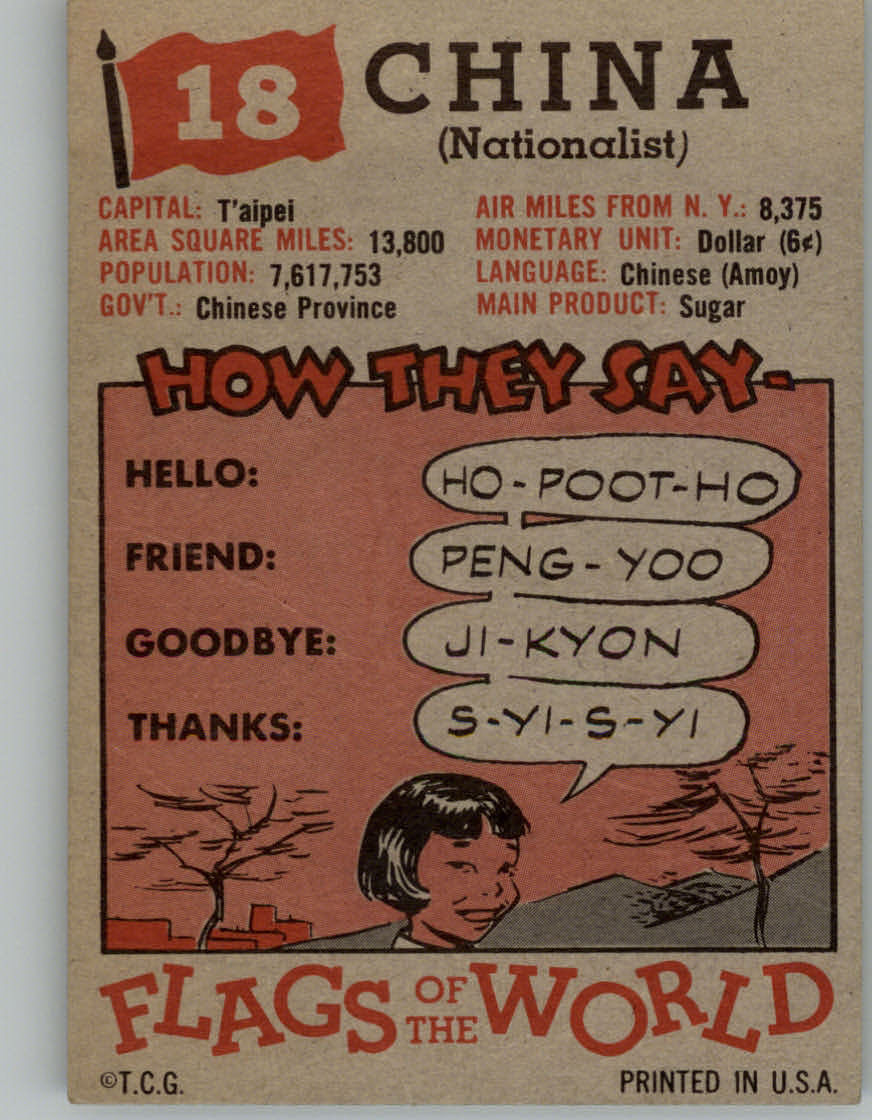 18 CHINA
(Nationalist)
CAPITAL: T'aipei
AREA SQUARE MILES: 13,800
POPULATION: 7,617,753
GOV'T.: Chinese Province
AIR MILES FROM N. Y.: 8,375
MONETARY UNIT: Dollar (6¢)
LANGUAGE: Chinese (Amoy)
MAIN PRODUCT: Sugar
HOW THEY SAY-
HELLO: HO-POOT-HO
FRIEND: PENG-YOO
GOODBYE: JI-KYON
THANKS: S-YI-S-YI
FLAGS OF THE WORLD
©T.C.G. PRINTED IN U.S.A.